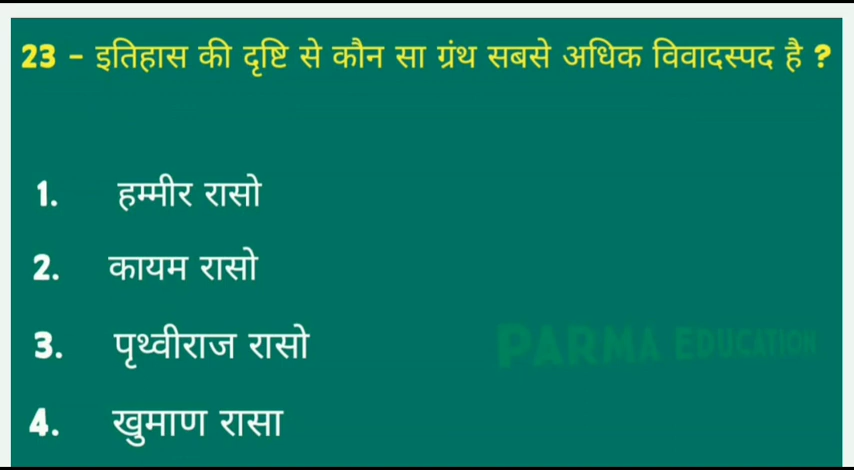 23 - इतिहास की दृष्टि से कौन सा ग्रंथ सबसे अधिक विवादस्पद है ?
1. हम्मीर रासो
2. कायम रासो
3. पृथ्वीराज रासो
PARMA EDUCATION
4. खुमाण रासा